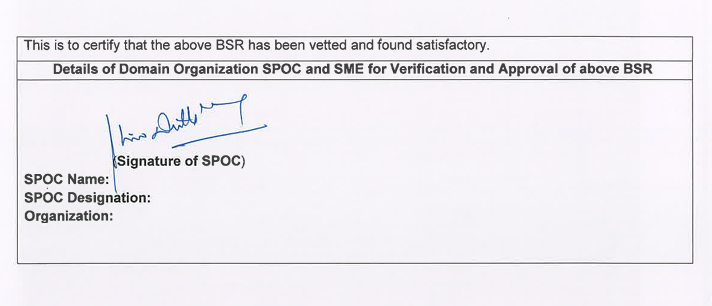 This is to certify that the above BSR has been vetted and found satisfactory.
Details of Domain Organization SPOC and SME for Verification and Approval of above BSR
(Signature of SPOC)
SPOC Name:
SPOC Designation:
Organization: